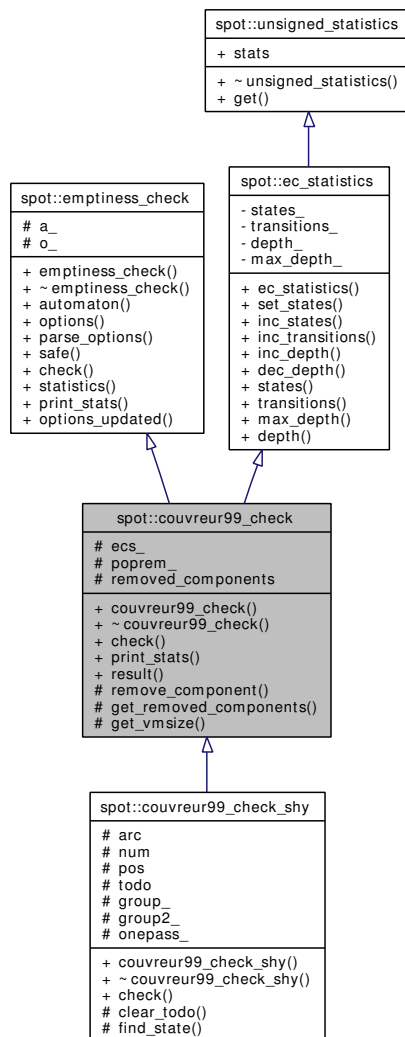 spot::unsigned_statistics
+ stats
+ ~ unsigned_statistics()
+ get()
spot::emptiness_check
# a_
# o_
+ emptiness_check()
+ ~ emptiness_check()
+ automaton()
+ options()
+ parse_options()
+ safe()
+ check()
+ statistics()
+ print_stats()
+ options_updated()
spot::ec_statistics
- states_
- transitions_
- depth_
- max_depth_
+ ec_statistics()
+ set_states()
+ inc_states()
+ inc_transitions()
+ inc_depth()
+ dec_depth()
+ states()
+ transitions()
+ max_depth()
+ depth()
spot::couvreur99_check
# ecs_
# poprem_
# removed_components
+ couvreur99_check()
+ ~ couvreur99_check()
+ check()
+ print_stats()
+ result()
# remove_component()
# get_removed_components()
# get_vmsize()
spot::couvreur99_check_shy
# arc
# num
# pos
# todo
# group_
# group2_
# onepass_
+ couvreur99_check_shy()
+ ~ couvreur99_check_shy()
+ check()
# clear_todo()
# find_state()